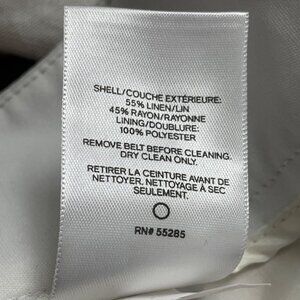 SHELL/COUCHE EXTÉRIEURE:
55% LINEN/LIN
45% RAYON/RAYONNE
LINING/DOUBLURE:
100% POLYESTER
REMOVE BELT BEFORE CLEANING.
DRY CLEAN ONLY.
RETIRER LA CEINTURE AVANT DE
NETTOYER. NETTOYAGE À SEC
SEULEMENT.
RN# 55285